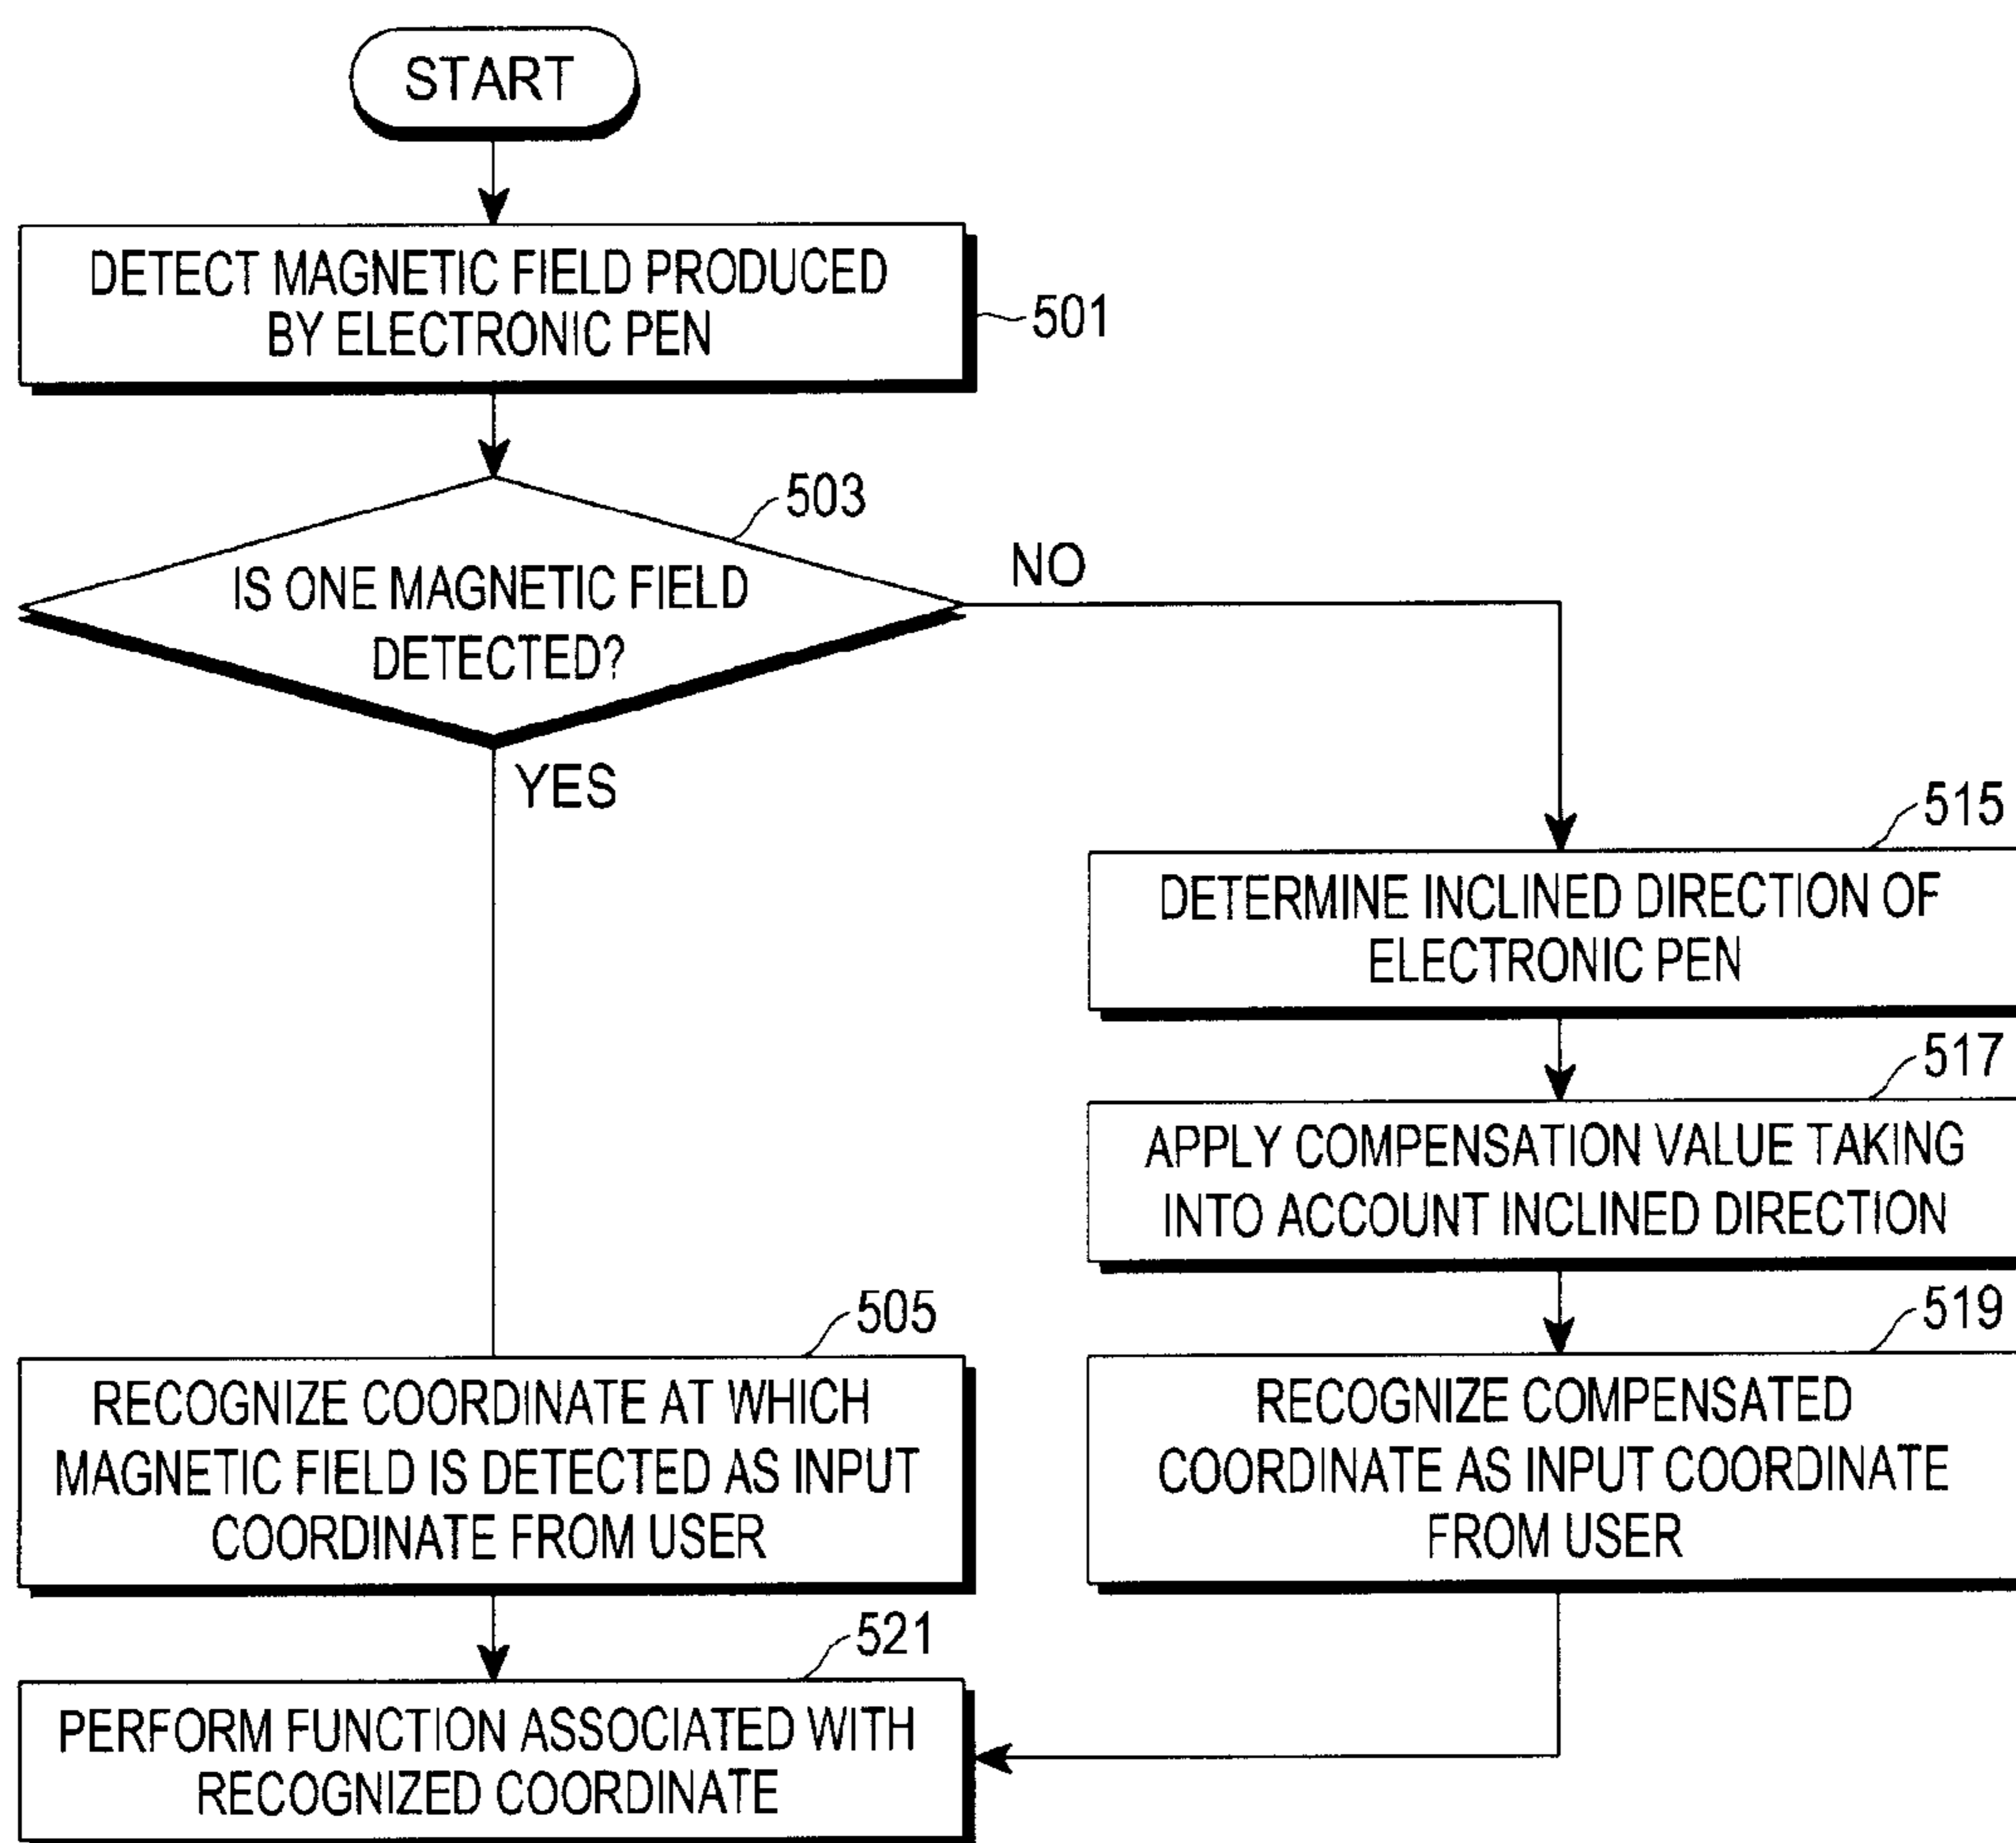 START
DETECT MAGNETIC FIELD PRODUCED
BY ELECTRONIC PEN
501
503
IS ONE MAGNETIC FIELD
DETECTED?
NO
YES
515
DETERMINE INCLINED DIRECTION OF
ELECTRONIC PEN
517
APPLY COMPENSATION VALUE TAKING
INTO ACCOUNT INCLINED DIRECTION
505
RECOGNIZE COORDINATE AT WHICH
MAGNETIC FIELD IS DETECTED AS INPUT
COORDINATE FROM USER
519
RECOGNIZE COMPENSATED
COORDINATE AS INPUT COORDINATE
FROM USER
521
PERFORM FUNCTION ASSOCIATED WITH
RECOGNIZED COORDINATE